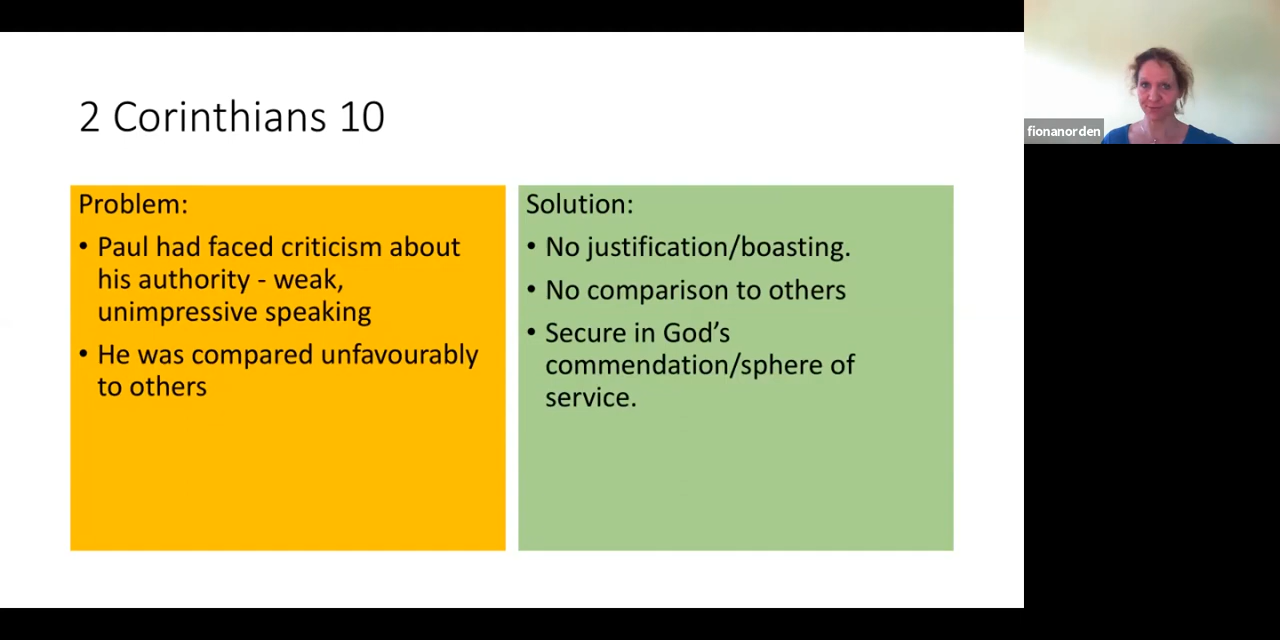 2 Corinthians 10
fionanorden
Problem:
• Paul had faced criticism about
his authority - weak,
unimpressive speaking
• He was compared unfavourably
to others
Solution:
• No justification/boasting.
• No comparison to others
• Secure in God’s
commendation/sphere of
service.